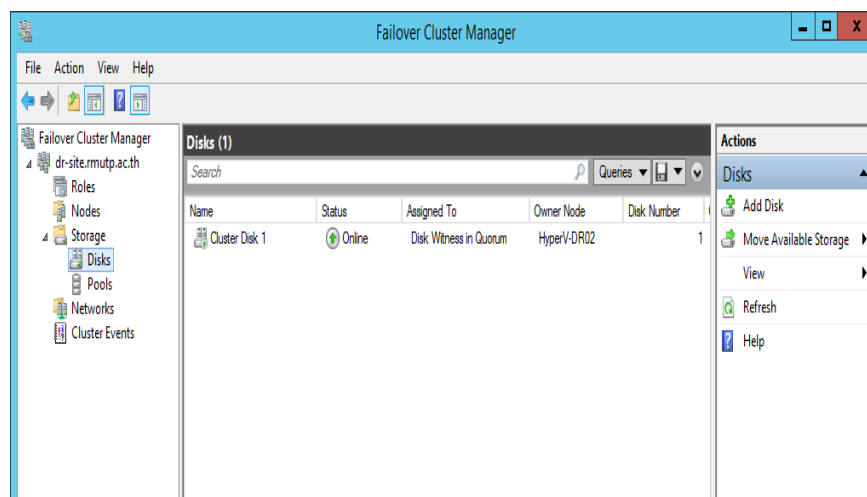 Failover Cluster Manager
File Action View Help
Failover Cluster Manager
dr-site.rmutp.ac.th
Roles
Nodes
Storage
Disks
Pools
Networks
Cluster Events
Disks (1)
Search
Queries
Name Status Assigned To Owner Node Disk Number
Cluster Disk 1 Online Disk Witness in Quorum HyperV-DR02 1
Actions
Disks
Add Disk
Move Available Storage
View
Refresh
Help